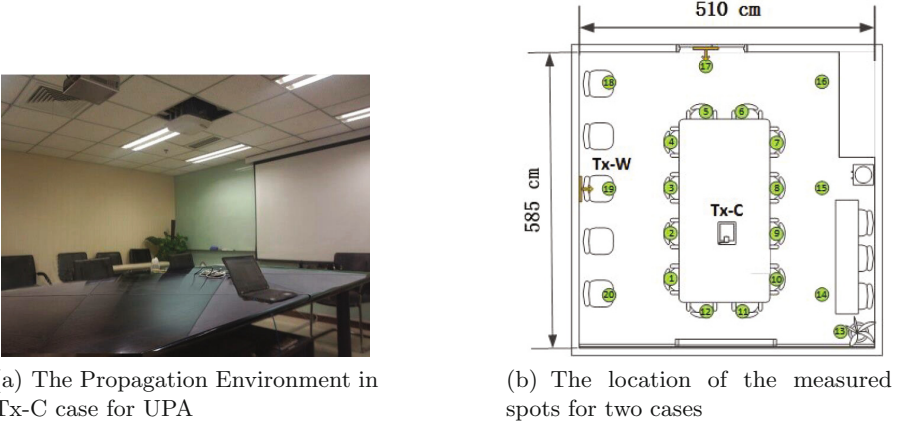 510 cm
585 cm
17
18
16
5
6
4
7
Tx-W
19
3
8
15
Tx-C
2
9
1
10
20
14
12
11
13
a) The Propagation Environment in
Tx-C case for UPA
(b) The location of the measured
spots for two cases